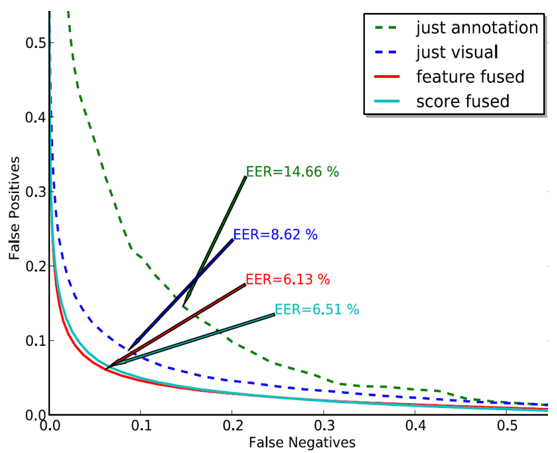 just annotation
just visual
feature fused
score fused
EER=14.66 %
EER=8.62 %
EER=6.13 %
EER=6.51 %
False Positives
0.5
0.4
0.3
0.2
0.1
0.0
0.0 0.1 0.2 0.3 0.4 0.5
False Negatives